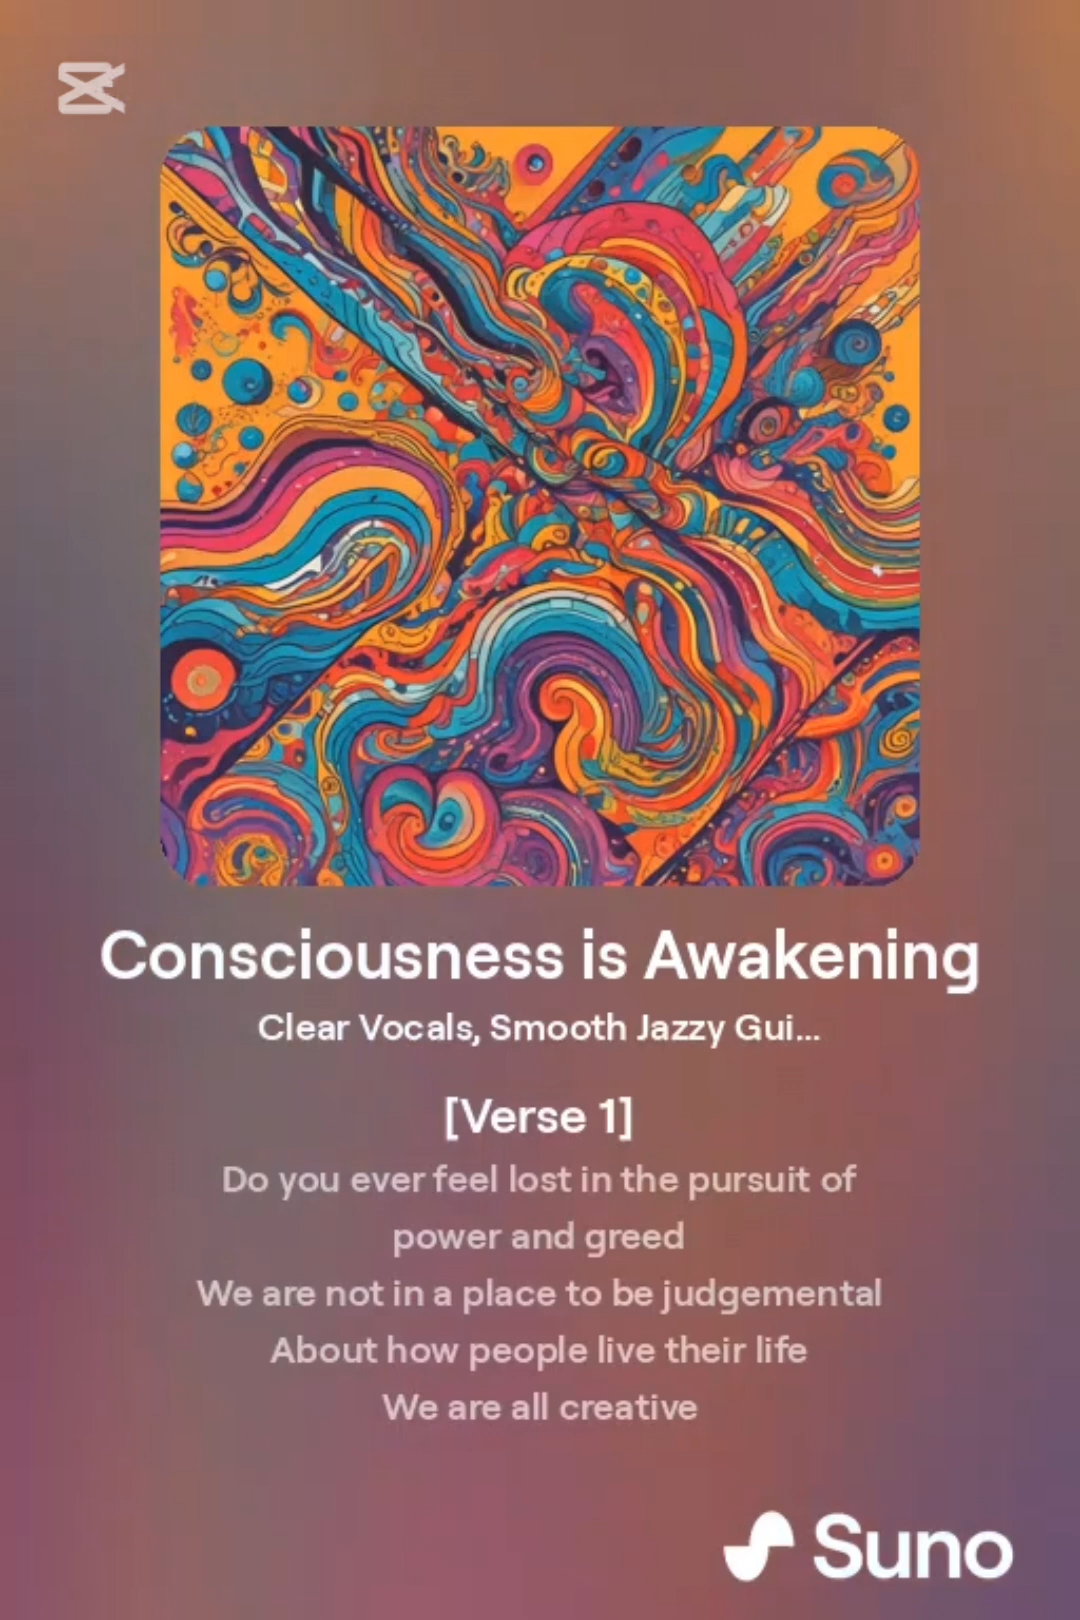 Consciousness is Awakening
Clear Vocals, Smooth Jazzy Gui...
[Verse 1]
Do you ever feel lost in the pursuit of
power and greed
We are not in a place to be judgemental
About how people live their life
We are all creative
Suno